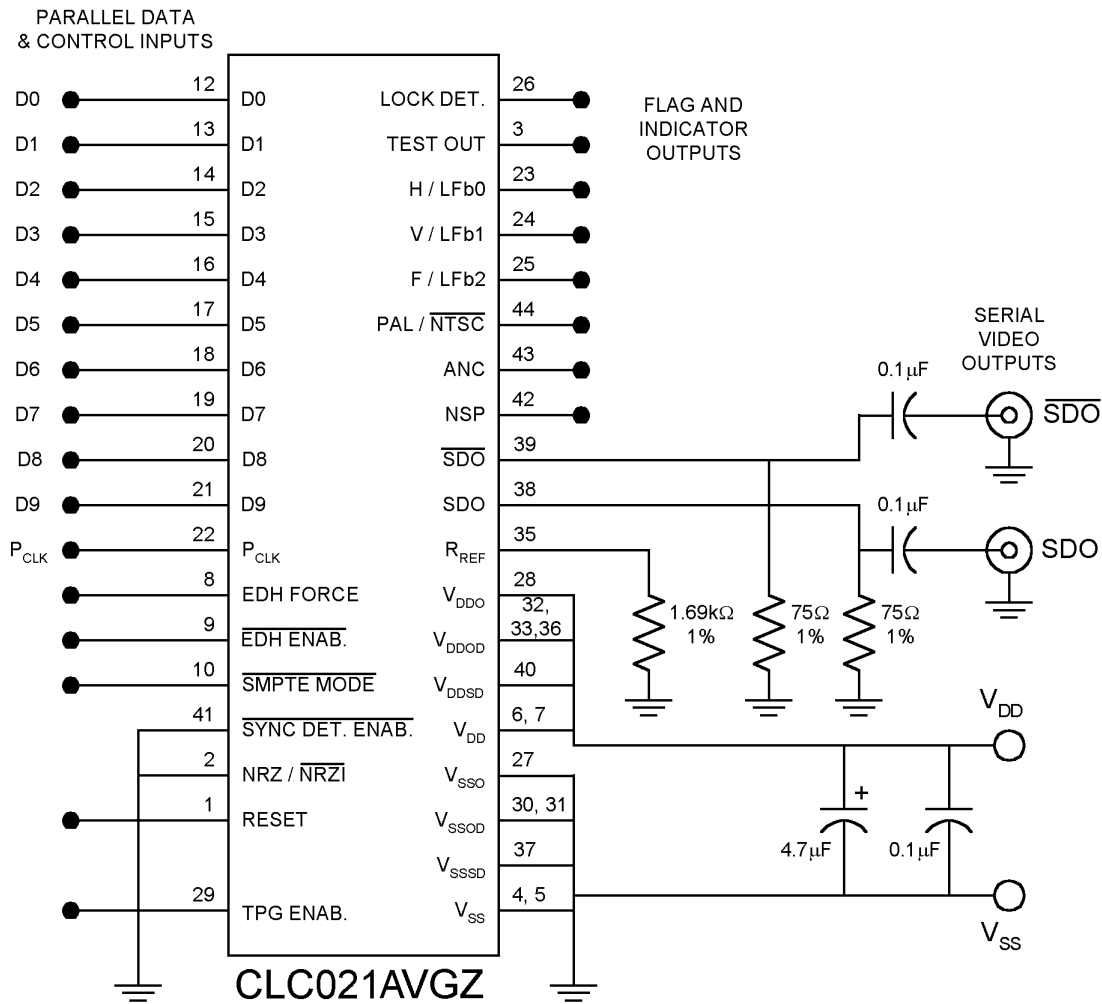 PARALLEL DATA
& CONTROL INPUTS
D0 12 D0 LOCK DET. 26
D1 13 D1 TEST OUT 3
D2 14 D2 H / LFb0 23
D3 15 D3 V / LFb1 24
D4 16 D4 F / LFb2 25
D5 17 D5 PAL / NTSC 44
D6 18 D6 ANC 43
D7 19 D7 NSP 42
D8 20 D8 SDO 39
D9 21 D9 SDO 38
PCLK 22 PCLK RREF 35
8 EDH FORCE VDDO 28
32,
9 EDH ENAB. VDDOD 33,36
10 SMPTE MODE VDDSD 40
41 SYNC DET. ENAB. VDD 6, 7
2 NRZ / NRZI VSSO 27
1 RESET VSSOD 30, 31
VSSSD 37
29 TPG ENAB. VSS 4, 5
CLC021AVGZ
FLAG AND
INDICATOR
OUTPUTS
SERIAL
VIDEO
OUTPUTS
0.1µF
SDO
0.1µF
SDO
1.69kΩ
1%
75Ω
1%
75Ω
1%
VDD
+
4.7µF
0.1µF
VSS